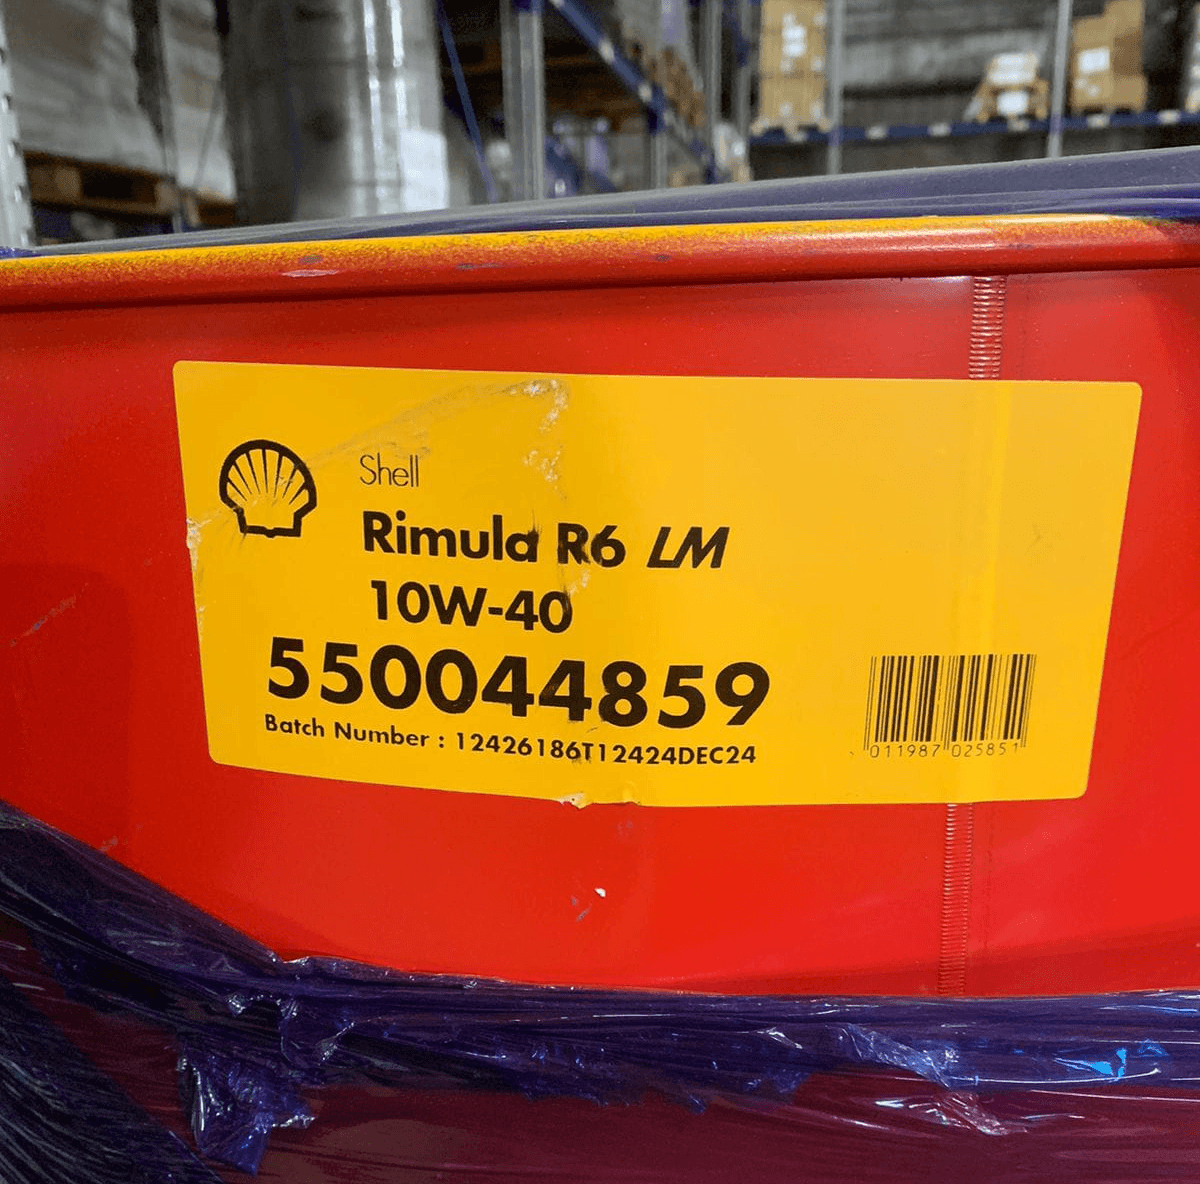 Shell
Rimula R6 LM
10W-40
550044859
Batch Number : 12426186T12424DEC24
011987 025851